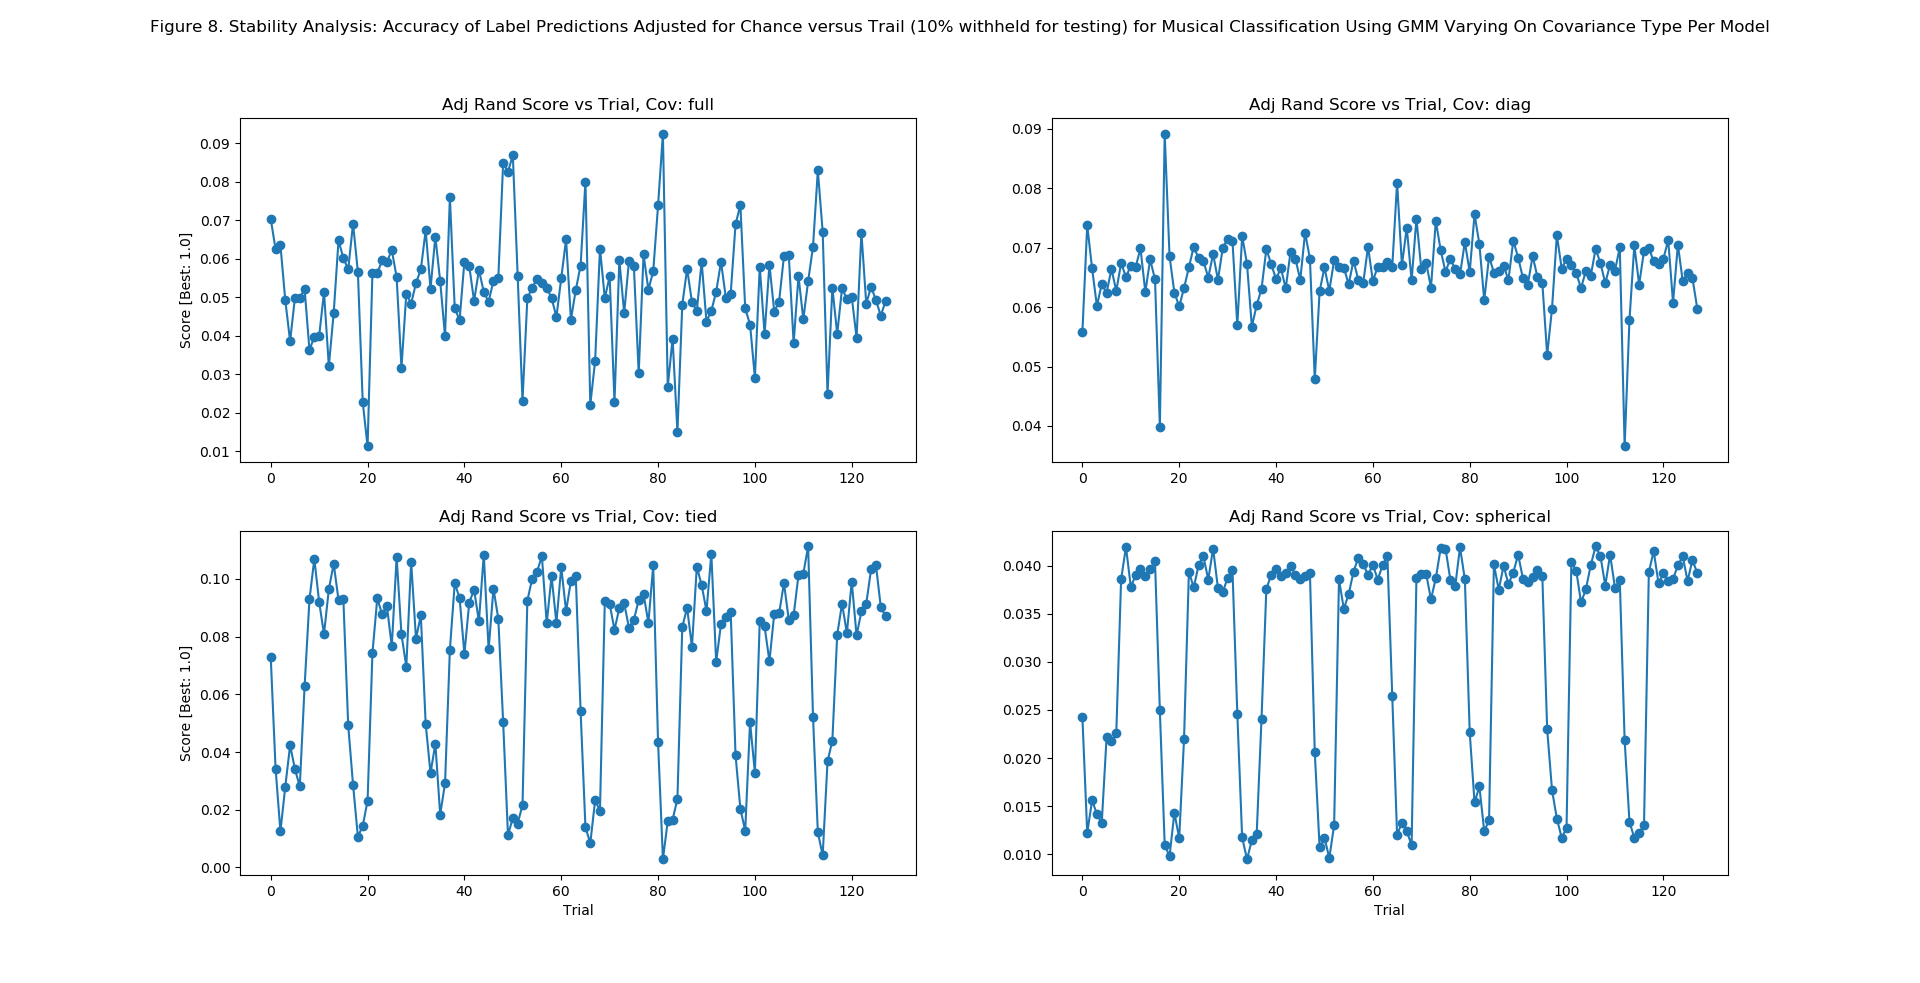 Figure 8. Stability Analysis: Accuracy of Label Predictions Adjusted for Chance versus Trail (10% withheld for testing) for Musical Classification Using GMM Varying On Covariance Type Per Model
Adj Rand Score vs Trial, Cov: full
Score [Best: 1.0]
0.09
0.08
0.07
0.06
0.05
0.04
0.03
0.02
0.01
0 20 40 60 80 100 120
Adj Rand Score vs Trial, Cov: diag
0.09
0.08
0.07
0.06
0.05
0.04
0 20 40 60 80 100 120
Adj Rand Score vs Trial, Cov: tied
Score [Best: 1.0]
0.10
0.08
0.06
0.04
0.02
0.00
0 20 40 60 80 100 120
Trial
Adj Rand Score vs Trial, Cov: spherical
0.040
0.035
0.030
0.025
0.020
0.015
0.010
0 20 40 60 80 100 120
Trial